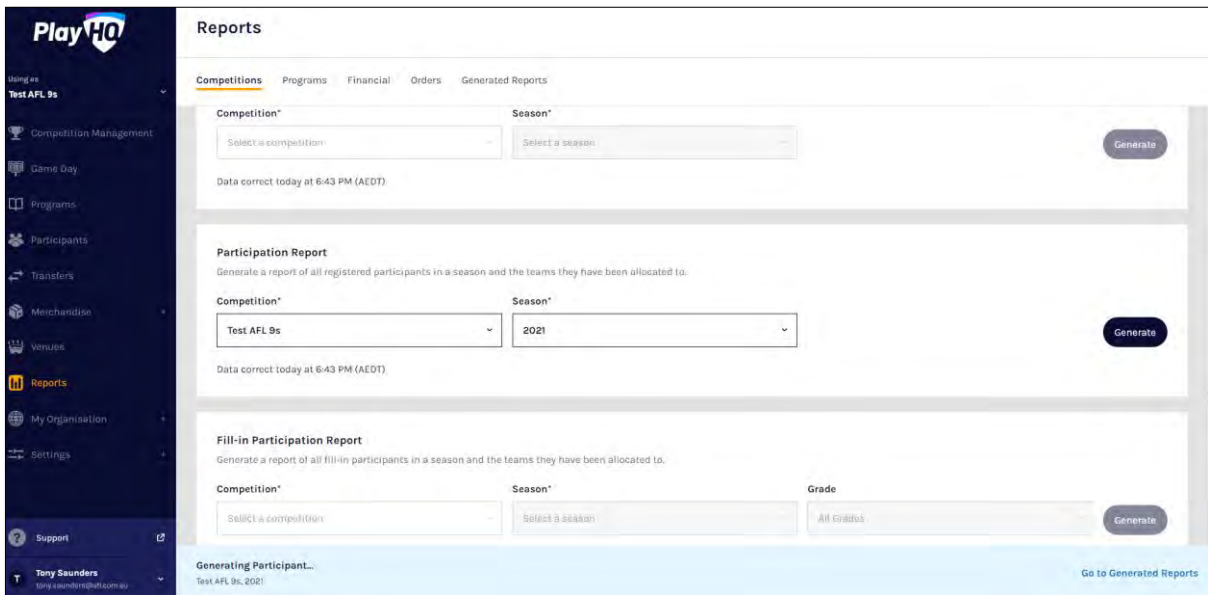 PlayHQ
Using as
Test AFL 9s
Competition Management
Game Day
Programs
Participants
Transfers
Merchandise +
Venues
Reports
My Organisation +
Settings +
Support
Tony Saunders
tony.saunders@afl.com.au
Reports
Competitions Programs Financial Orders Generated Reports
Competition* Season*
Select a competition Select a season
Generate
Data correct today at 6:43 PM (AEDT)
Participation Report
Generate a report of all registered participants in a season and the teams they have been allocated to.
Competition* Season*
Test AFL 9s 2021
Generate
Data correct today at 6:43 PM (AEDT)
Fill-in Participation Report
Generate a report of all fill-in participants in a season and the teams they have been allocated to.
Competition* Season* Grade
Select a competition Select a season All Grades
Generate
Generating Participant...
Test AFL 9s, 2021
Go to Generated Reports